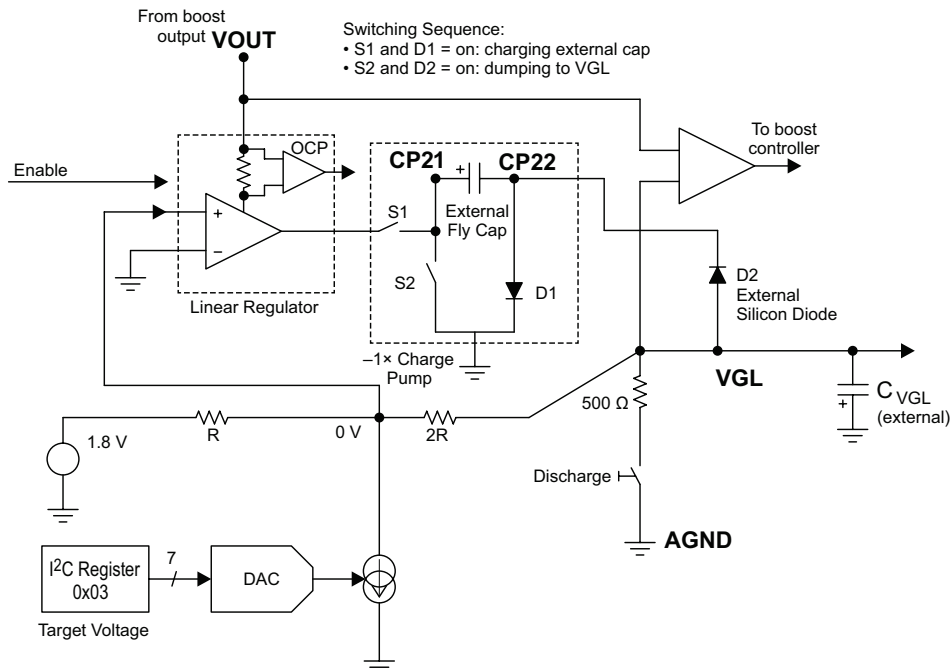 From boost
output VOUT
Switching Sequence:
• S1 and D1 = on: charging external cap
• S2 and D2 = on: dumping to VGL
Enable
OCP
+
–
Linear Regulator
CP21
+
CP22
External
Fly Cap
S1
S2
D1
–1× Charge
Pump
To boost
controller
D2
External
Silicon Diode
VGL
C VGL
(external)
+
500 Ω
Discharge
AGND
1.8 V
R
0 V
2R
I²C Register
0x03
Target Voltage
7
DAC